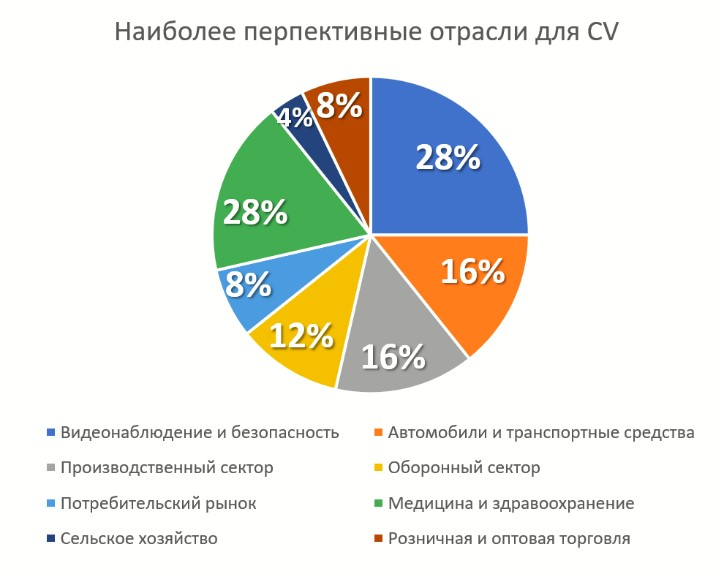 Наиболее перпективные отрасли для CV
28%
16%
16%
12%
8%
28%
4%
8%
Видеонаблюдение и безопасность
Автомобили и транспортные средства
Производственный сектор
Оборонный сектор
Потребительский рынок
Медицина и здравоохранение
Сельское хозяйство
Розничная и оптовая торговля